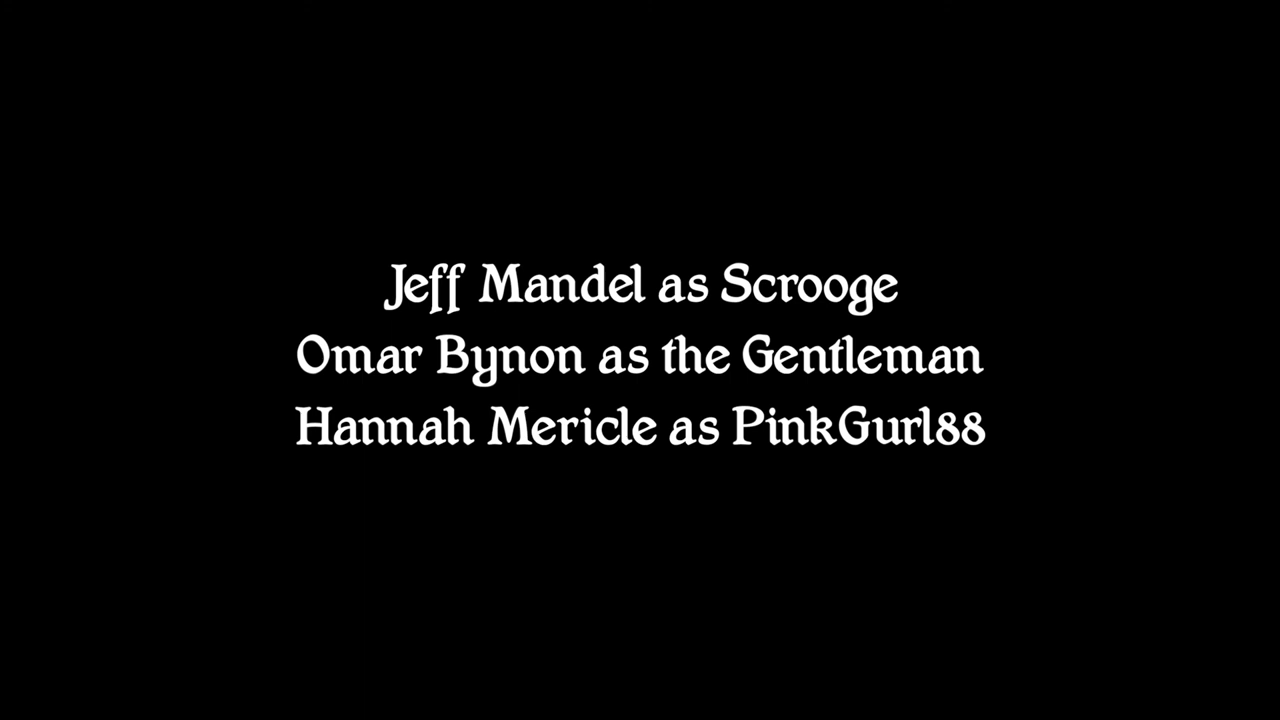 Jeff Mandel as Scrooge
Omar Bynon as the Gentleman
Hannah Mericle as PinkGurl88